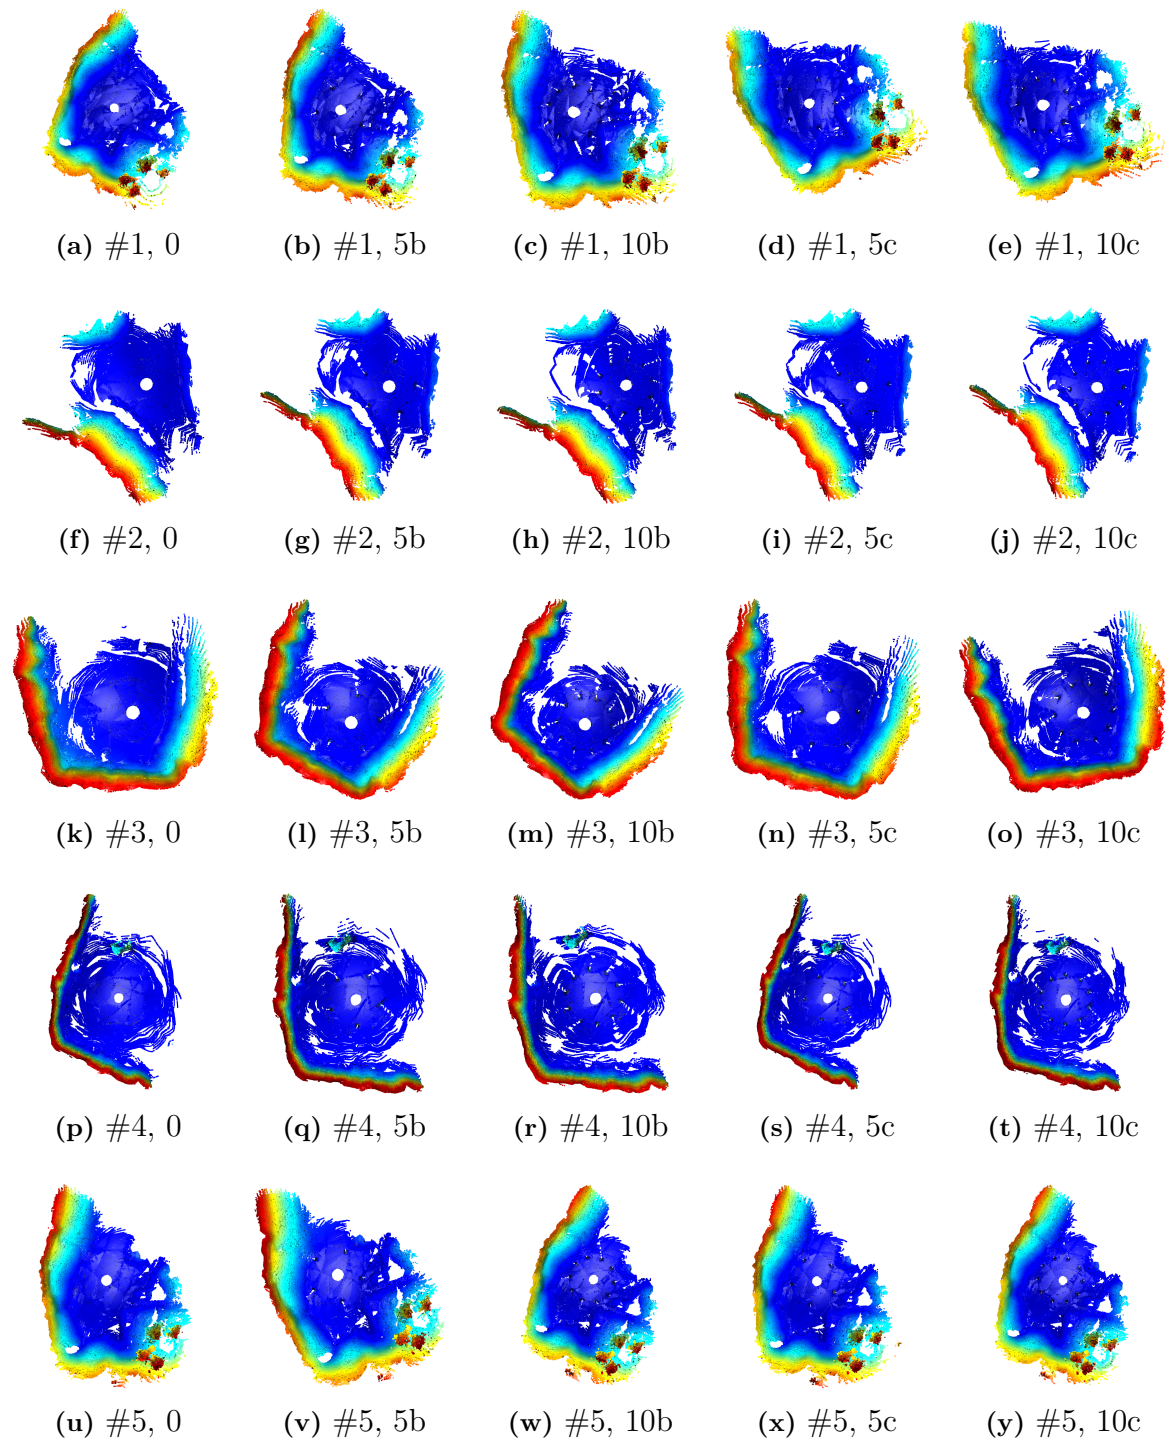 (a) #1, 0 (b) #1, 5b (c) #1, 10b (d) #1, 5c (e) #1, 10c
(f) #2, 0 (g) #2, 5b (h) #2, 10b (i) #2, 5c (j) #2, 10c
(k) #3, 0 (l) #3, 5b (m) #3, 10b (n) #3, 5c (o) #3, 10c
(p) #4, 0 (q) #4, 5b (r) #4, 10b (s) #4, 5c (t) #4, 10c
(u) #5, 0 (v) #5, 5b (w) #5, 10b (x) #5, 5c (y) #5, 10c